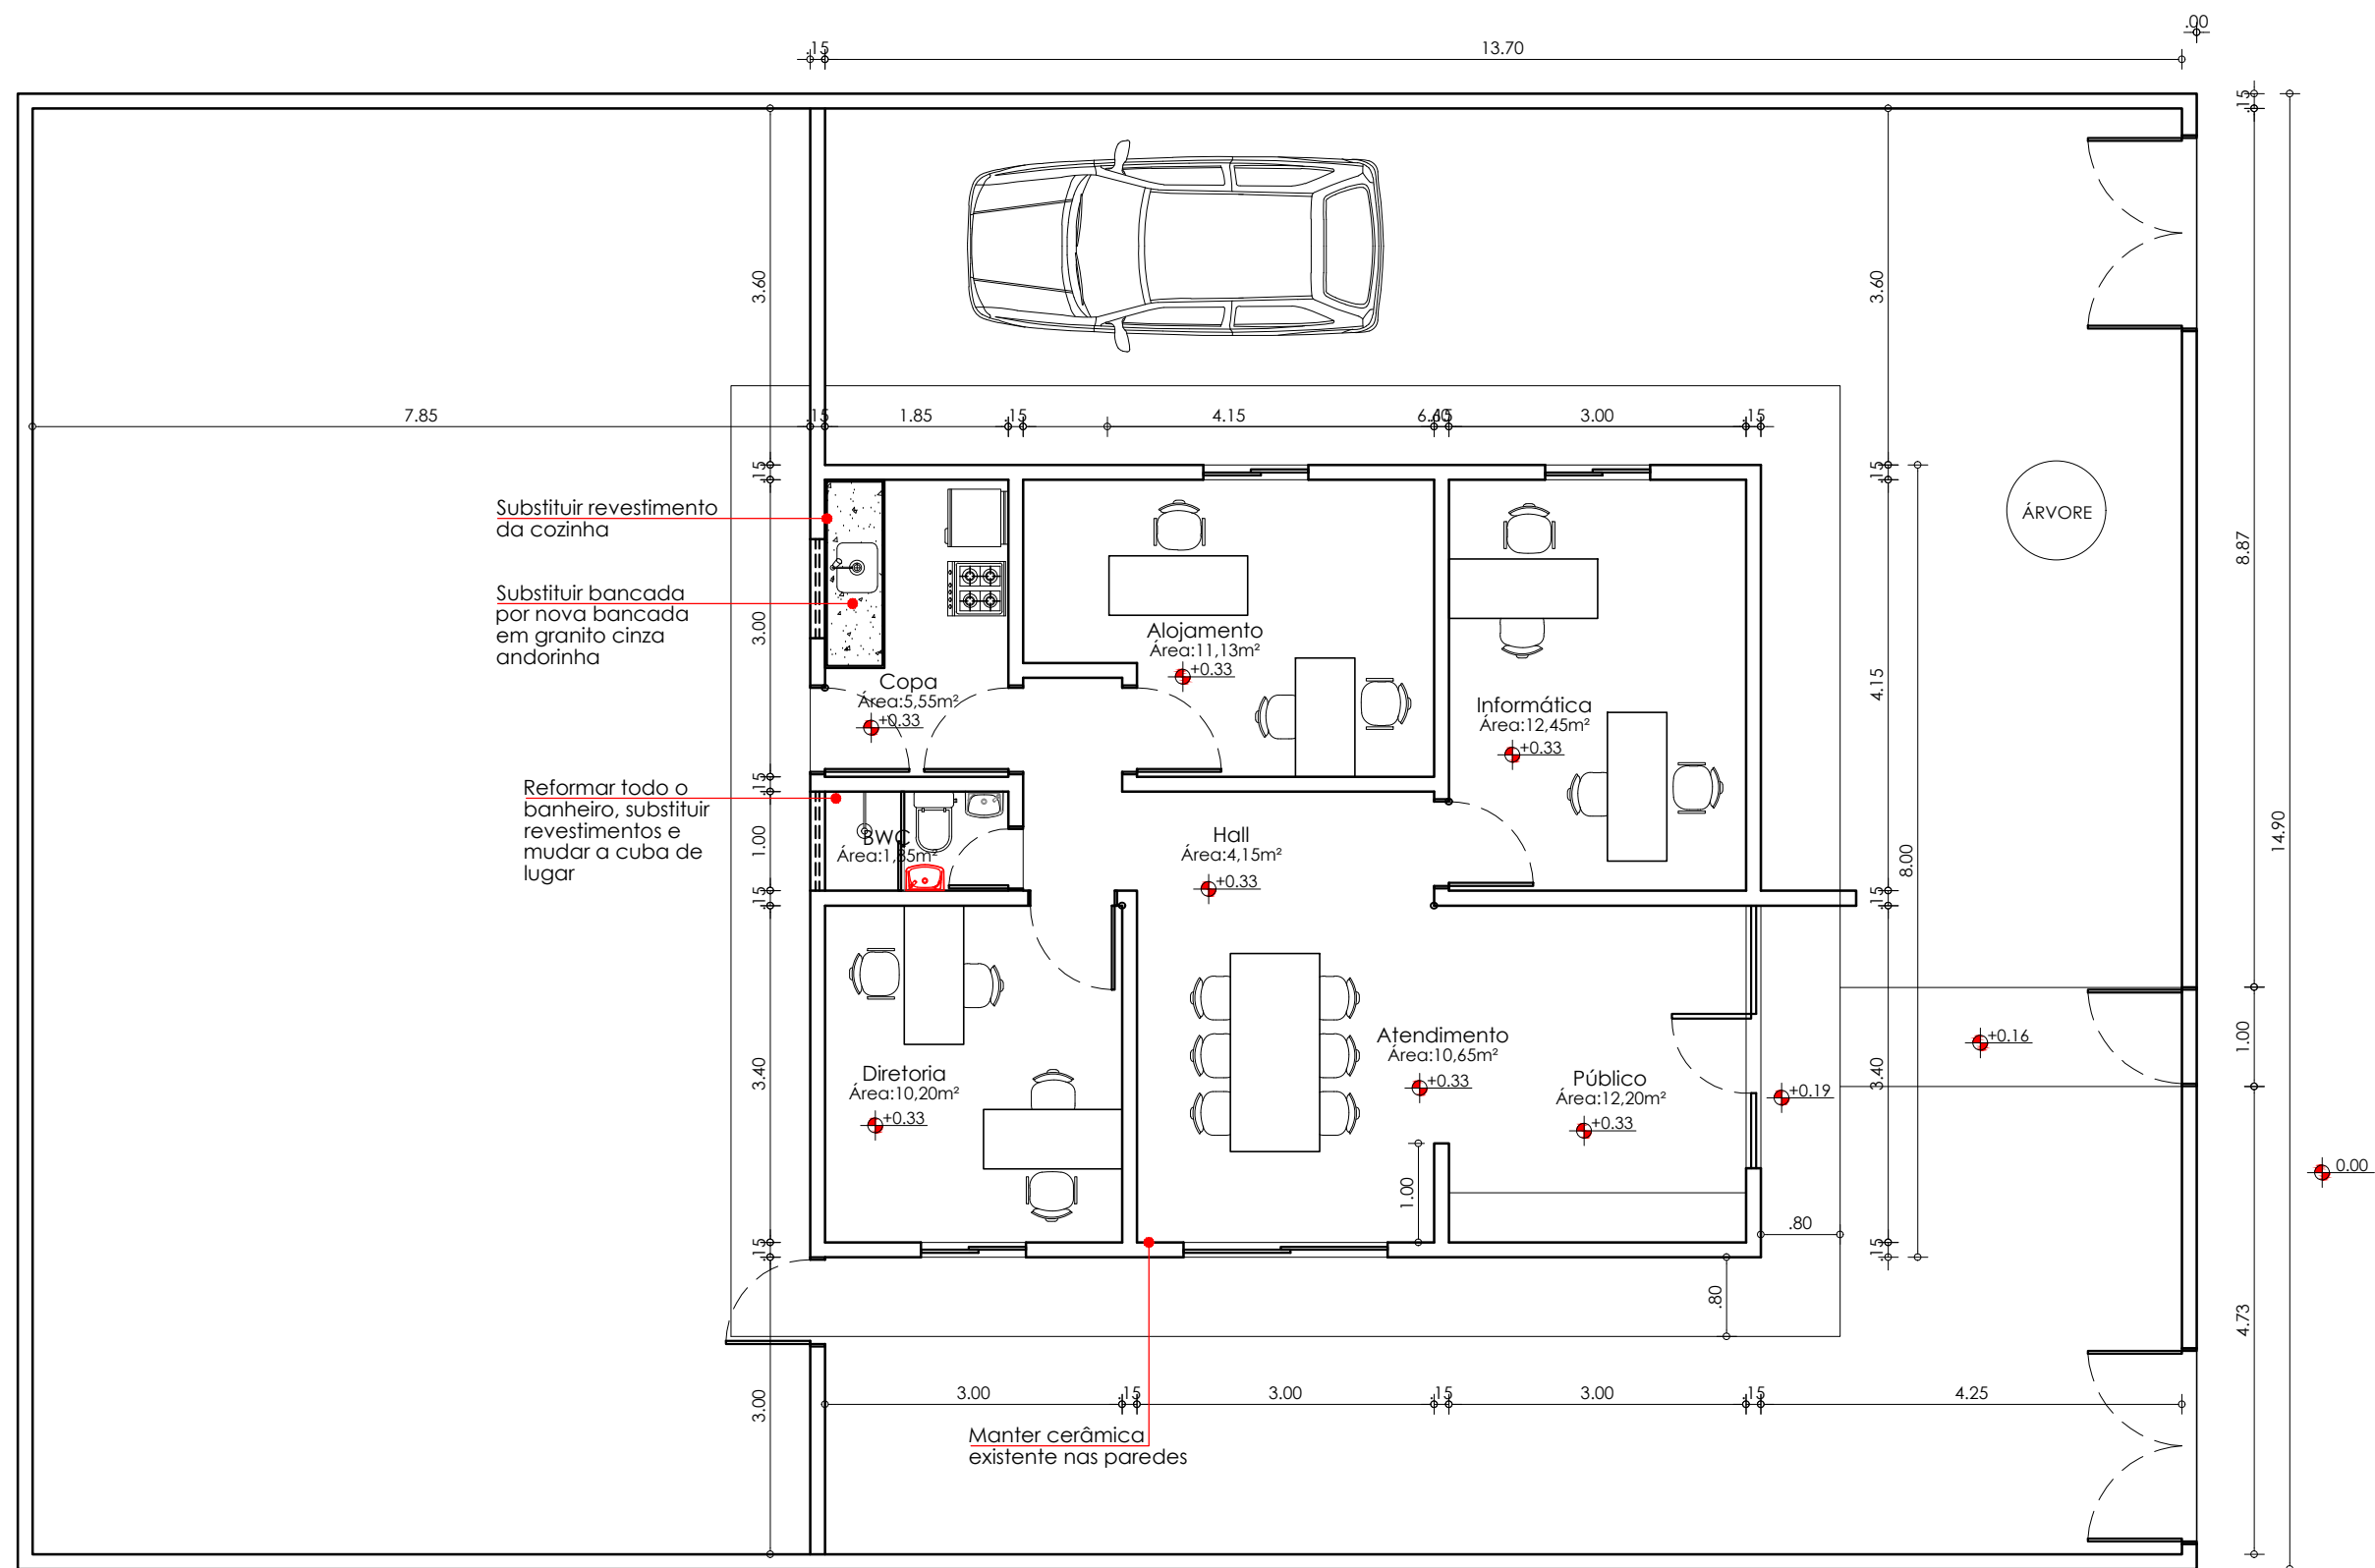 .00
.15
13.70
.15
3.60
3.60
7.85
.15
1.85
.15
4.15
.15
3.00
.15
.15
.15
Substituir revestimento
da cozinha
ÁRVORE
8.87
Substituir bancada
por nova bancada
em granito cinza
andorinha
3.00
Alojamento
Área:11,13m²
+0.33
Copa
Área:5,55m²
+0.33
4.15
Informática
Área:12,45m²
+0.33
.15
Reformar todo o
banheiro, substituir
revestimentos e
mudar a cuba de
lugar
1.00
BWC
Área:1,85m²
Hall
Área:4,15m²
+0.33
8.00
14.90
.15
.15
Atendimento
Área:10,65m²
+0.33
+0.16
1.00
3.40
Diretoria
Área:10,20m²
+0.33
Público
Área:12,20m²
+0.33
+0.19
3.40
0.00
1.00
.80
.15
.15
.80
4.73
3.00
3.00
.15
3.00
.15
3.00
.15
4.25
Manter cerâmica
existente nas paredes